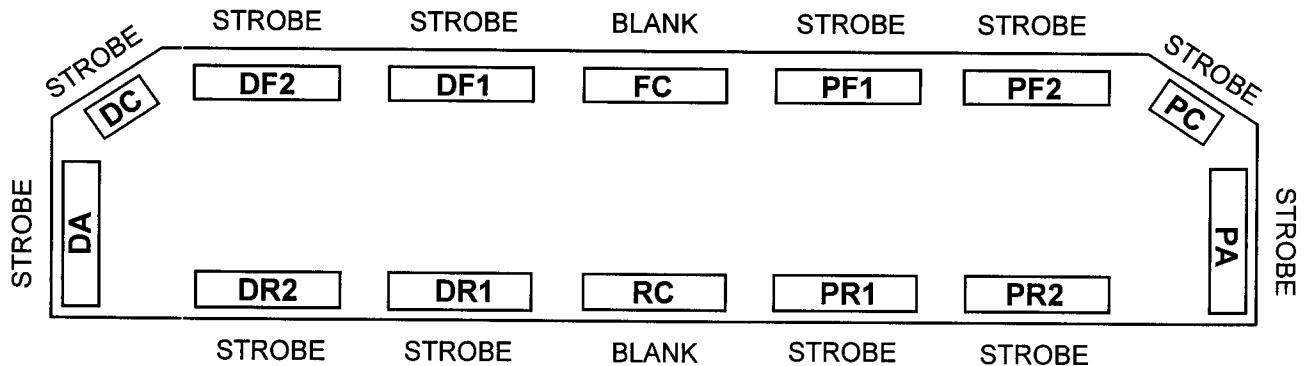 STROBE STROBE BLANK STROBE STROBE
STROBE STROBE
DF2 DF1 FC PF1 PF2
DC PC
STROBE DA PA STROBE
DR2 DR1 RC PR1 PR2
STROBE STROBE BLANK STROBE STROBE